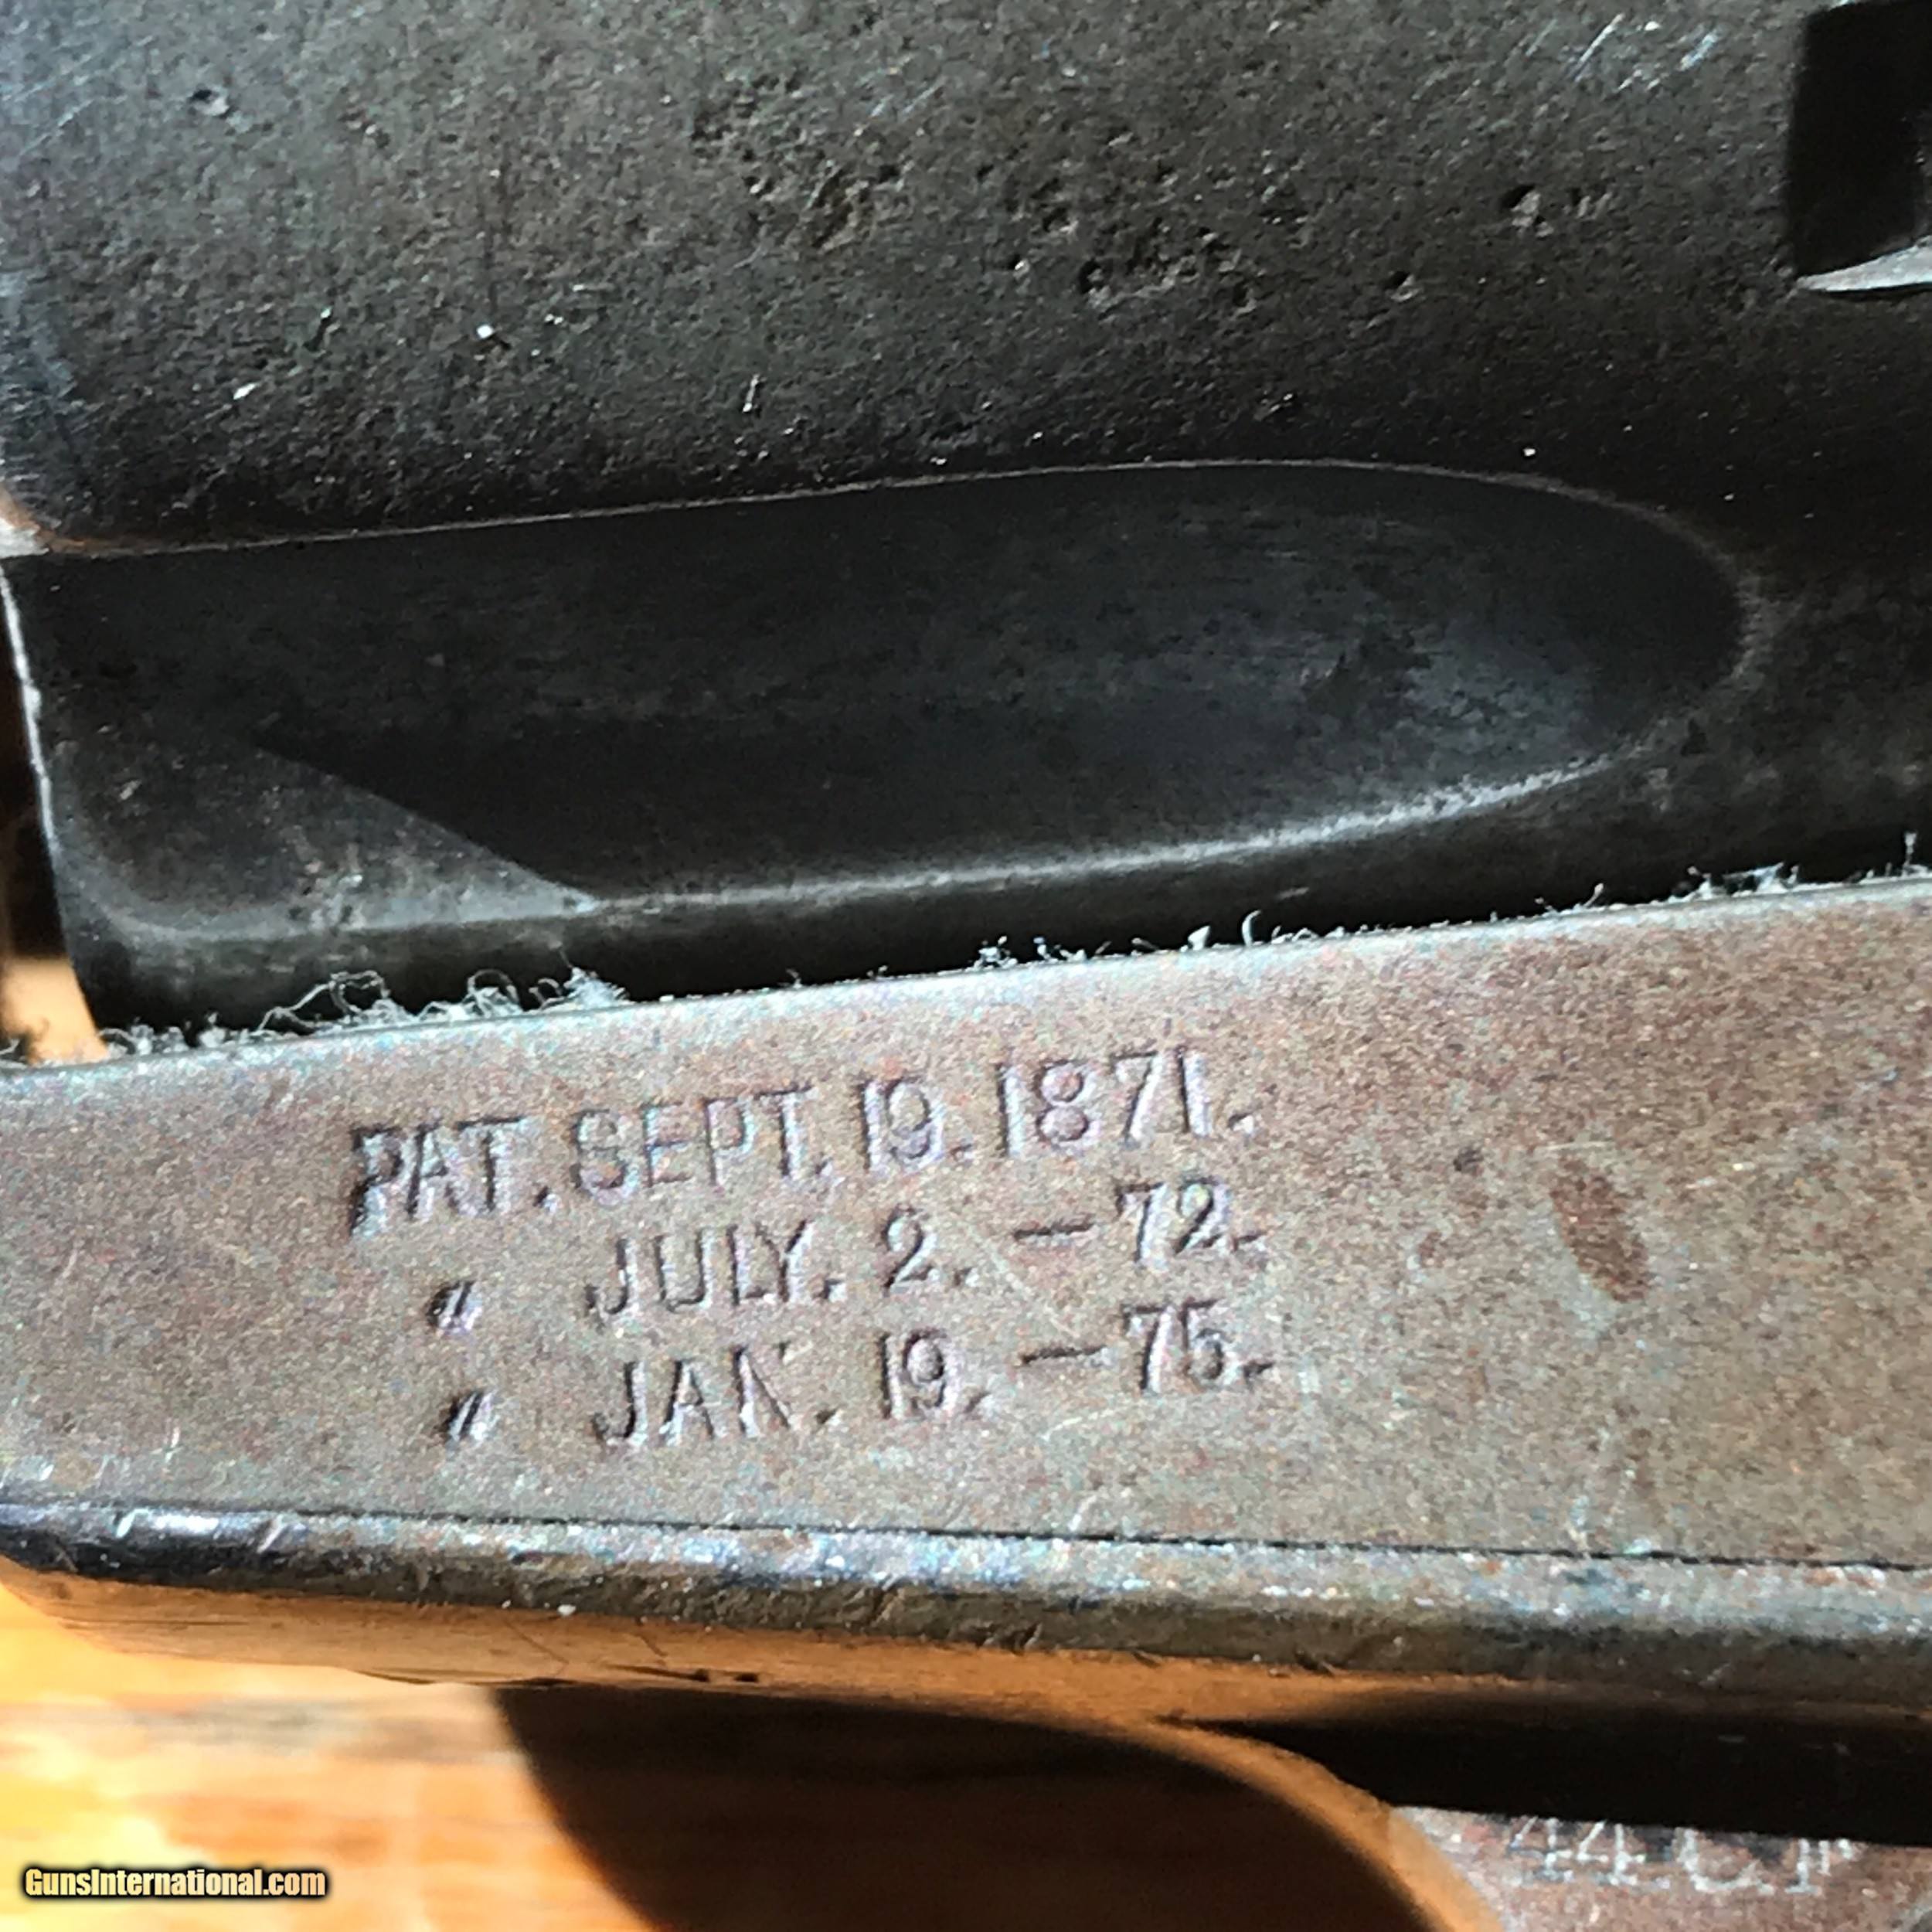 PAT. SEPT. 19. 1871.
" JULY. 2. — 72.
" JAN. 19. — 75.
44CF
GunsInternational.com